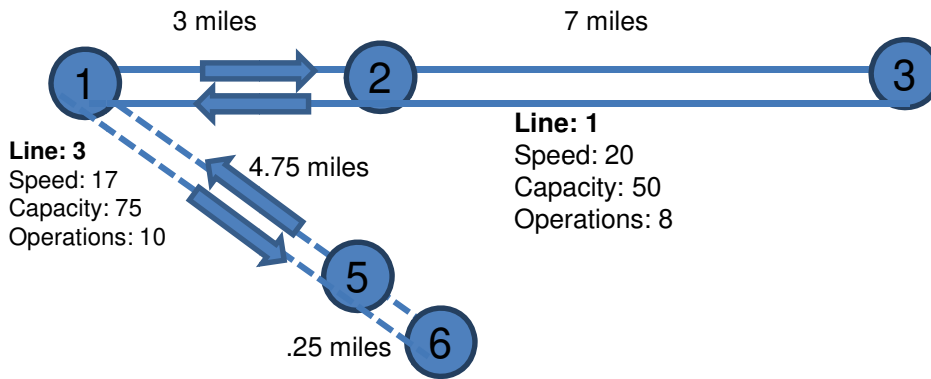 3 miles
7 miles
1
2
3
Line: 3
Speed: 17
Capacity: 75
Operations: 10
4.75 miles
Line: 1
Speed: 20
Capacity: 50
Operations: 8
5
6
.25 miles